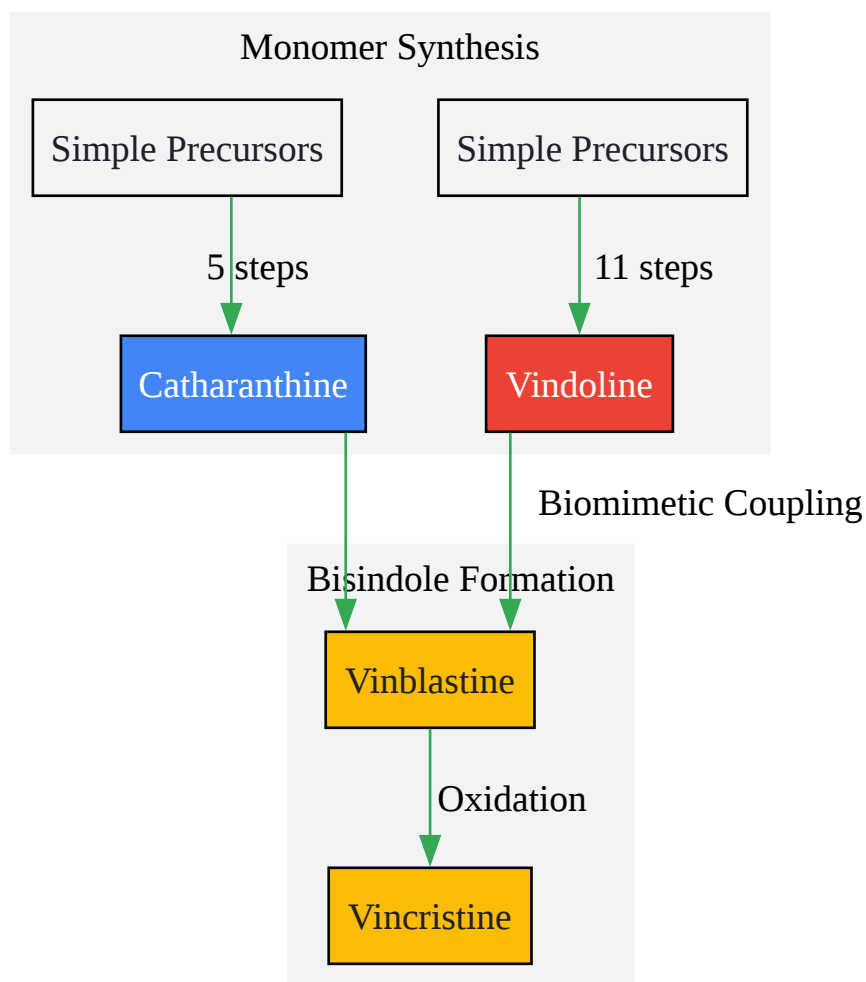 Monomer Synthesis
Simple Precursors
Simple Precursors
5 steps
11 steps
Catharanthine
Vindoline
Biomimetic Coupling
Bisindole Formation
Vinblastine
Oxidation
Vincristine